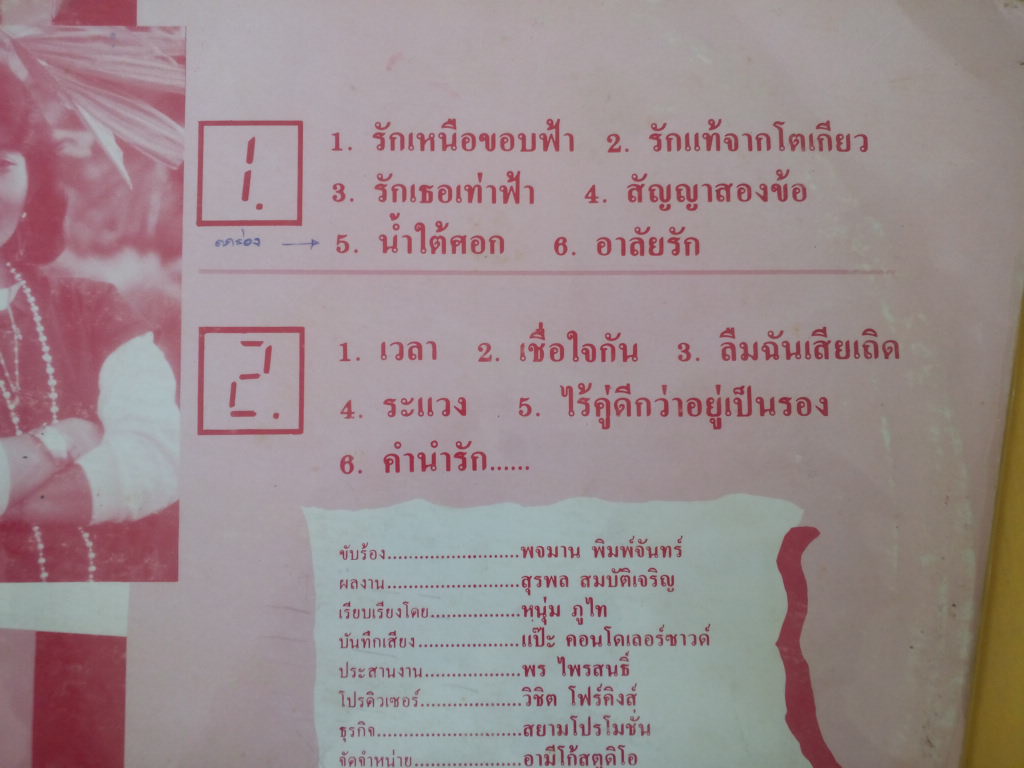 1. 1. รักเหนือขอบฟ้า 2. รักแท้จากโตเกียว
3. รักเธอเท่าฟ้า 4. สัญญาสองข้อ
5. น้ำใต้ศอก 6. อาลัยรัก
2. 1. เวลา 2. เชื่อใจกัน 3. ลืมฉันเสียเถิด
4. ระแวง 5. ไร้คู่ดีกว่าอยู่เป็นรอง
6. คำนำรัก......
ขับร้อง.........................พจมาน พิมพ์จันทร์
ผลงาน.........................สุรพล สมบัติเจริญ
เรียบเรียงโดย.................หนุ่ม ภูไท
บันทึกเสียง...................แป๊ะ คอนโดเลอร์ซาวด์
ประสานงาน..................พร ไพรสนธิ์
โปรดิวเซอร์...................วิชิต โฟร์คิงส์
ธุรกิจ...........................สยามโปรโมชั่น
จัดจำหน่าย....................อามีโก้สตูดิโอ